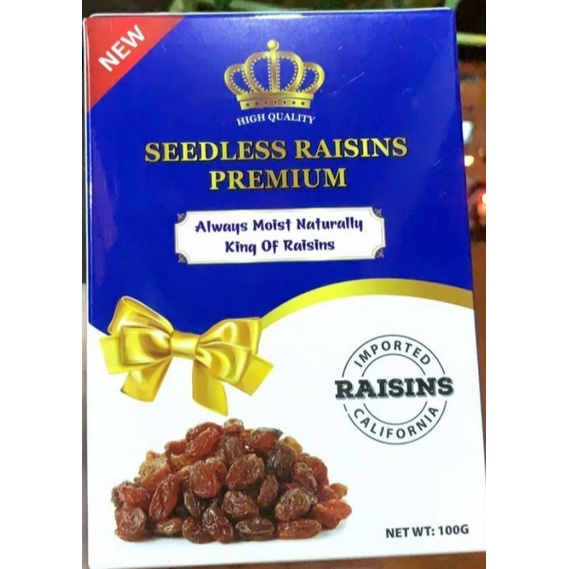 NEW
HIGH QUALITY
SEEDLESS RAISINS
PREMIUM
Always Moist Naturally
King Of Raisins
IMPORTED
RAISINS
CALIFORNIA
NET WT: 100G